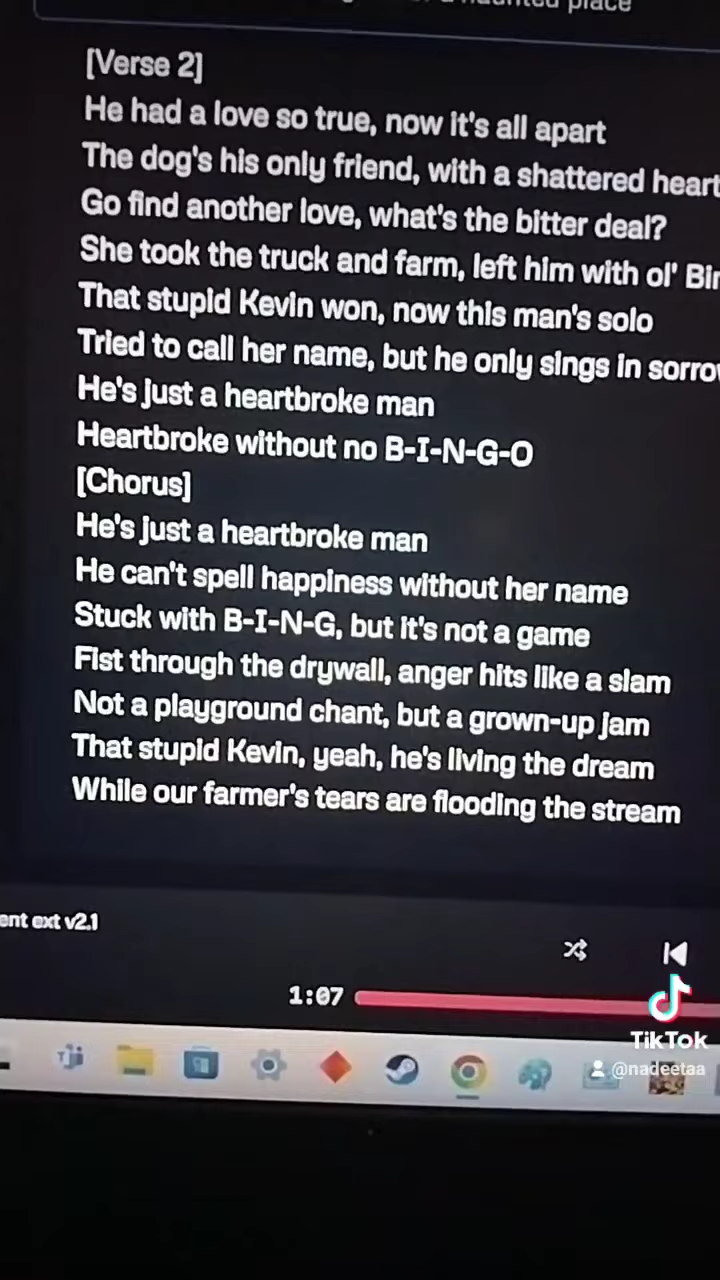 a haunted place
[Verse 2]
He had a love so true, now it's all apart
The dog's his only friend, with a shattered heart
Go find another love, what's the bitter deal?
She took the truck and farm, left him with ol'
That stupid Kevin won, now this man's solo
Tried to call her name, but he only sings in
He's just a heartbroke man
Heartbroke without no B-I-N-G-O
[Chorus]
He's just a heartbroke man
He can't spell happiness without her name
Stuck with B-I-N-G, but it's not a game
Fist through the drywall, anger hits like a slam
Not a playground chant, but a grown-up jam
That stupid Kevin, yeah, he's living the dream
While our farmer's tears are flooding the stream
ext v2.1
1:07
TikTok
@nadeetaa